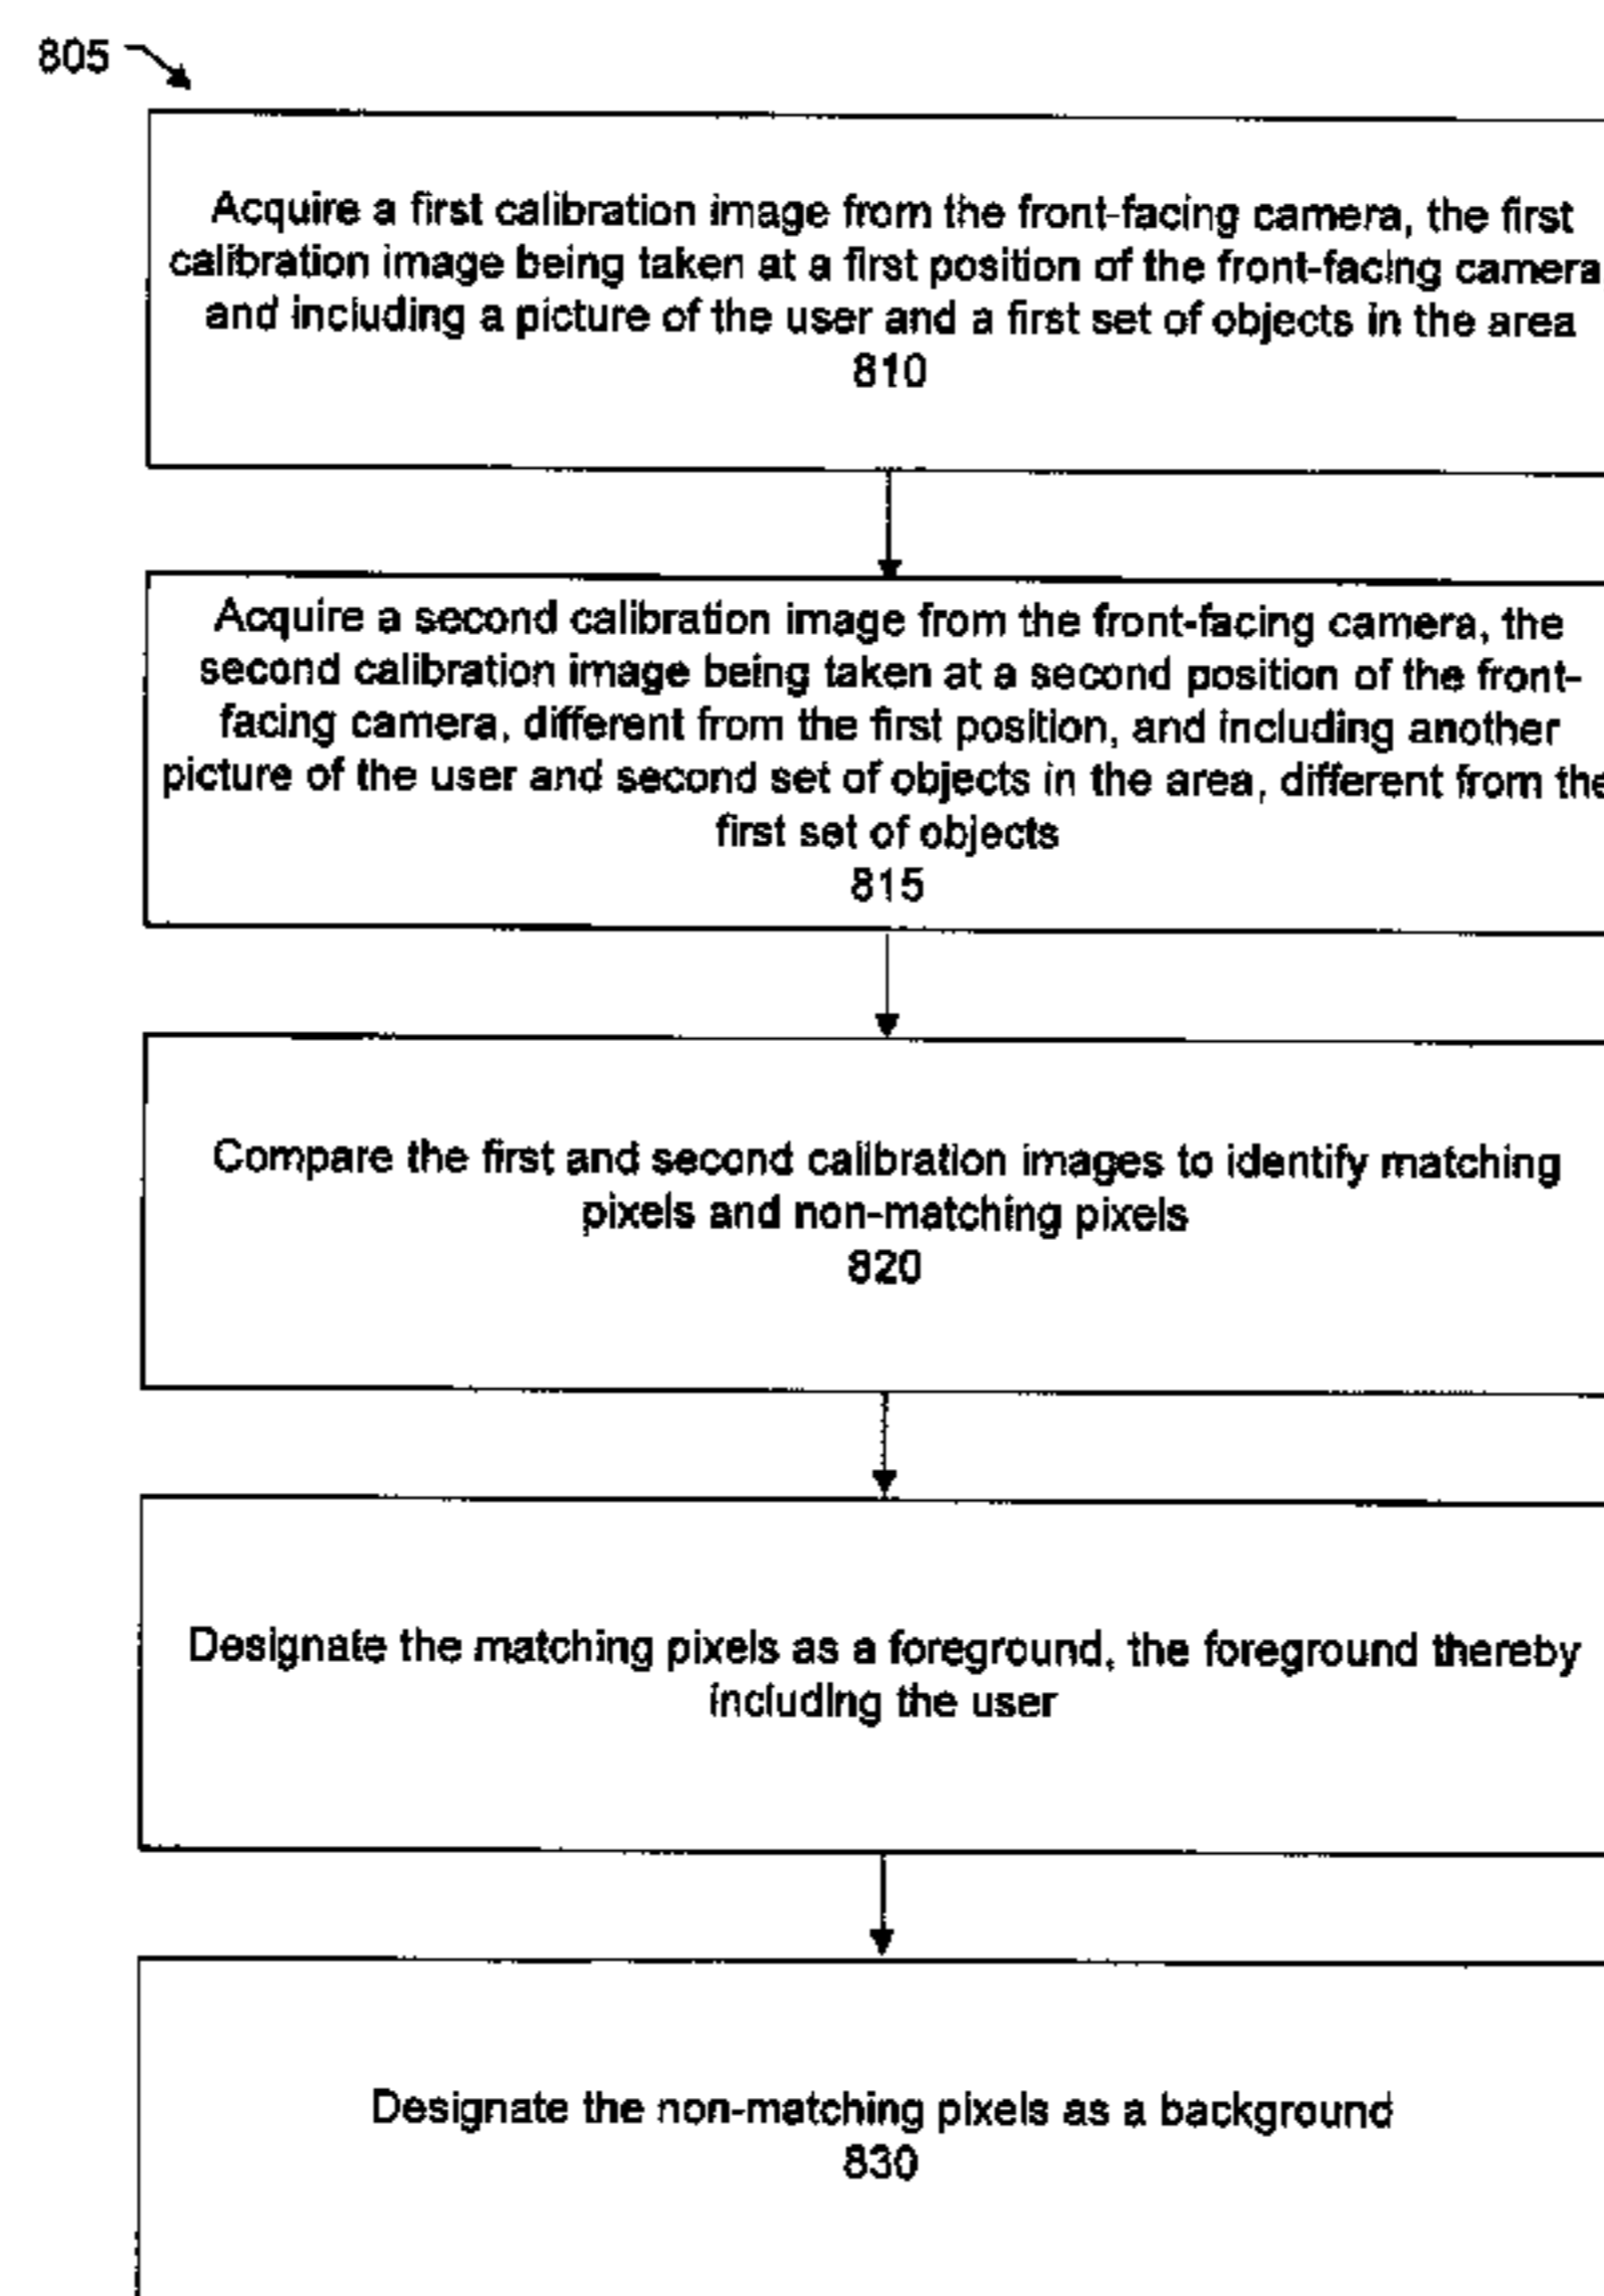 805
Acquire a first calibration image from the front-facing camera, the first
calibration image being taken at a first position of the front-facing camera
and including a picture of the user and a first set of objects in the area
810
Acquire a second calibration image from the front-facing camera, the
second calibration image being taken at a second position of the front-
facing camera, different from the first position, and including another
picture of the user and second set of objects in the area, different from the
first set of objects
815
Compare the first and second calibration images to identify matching
pixels and non-matching pixels
820
Designate the matching pixels as a foreground, the foreground thereby
including the user
Designate the non-matching pixels as a background
830